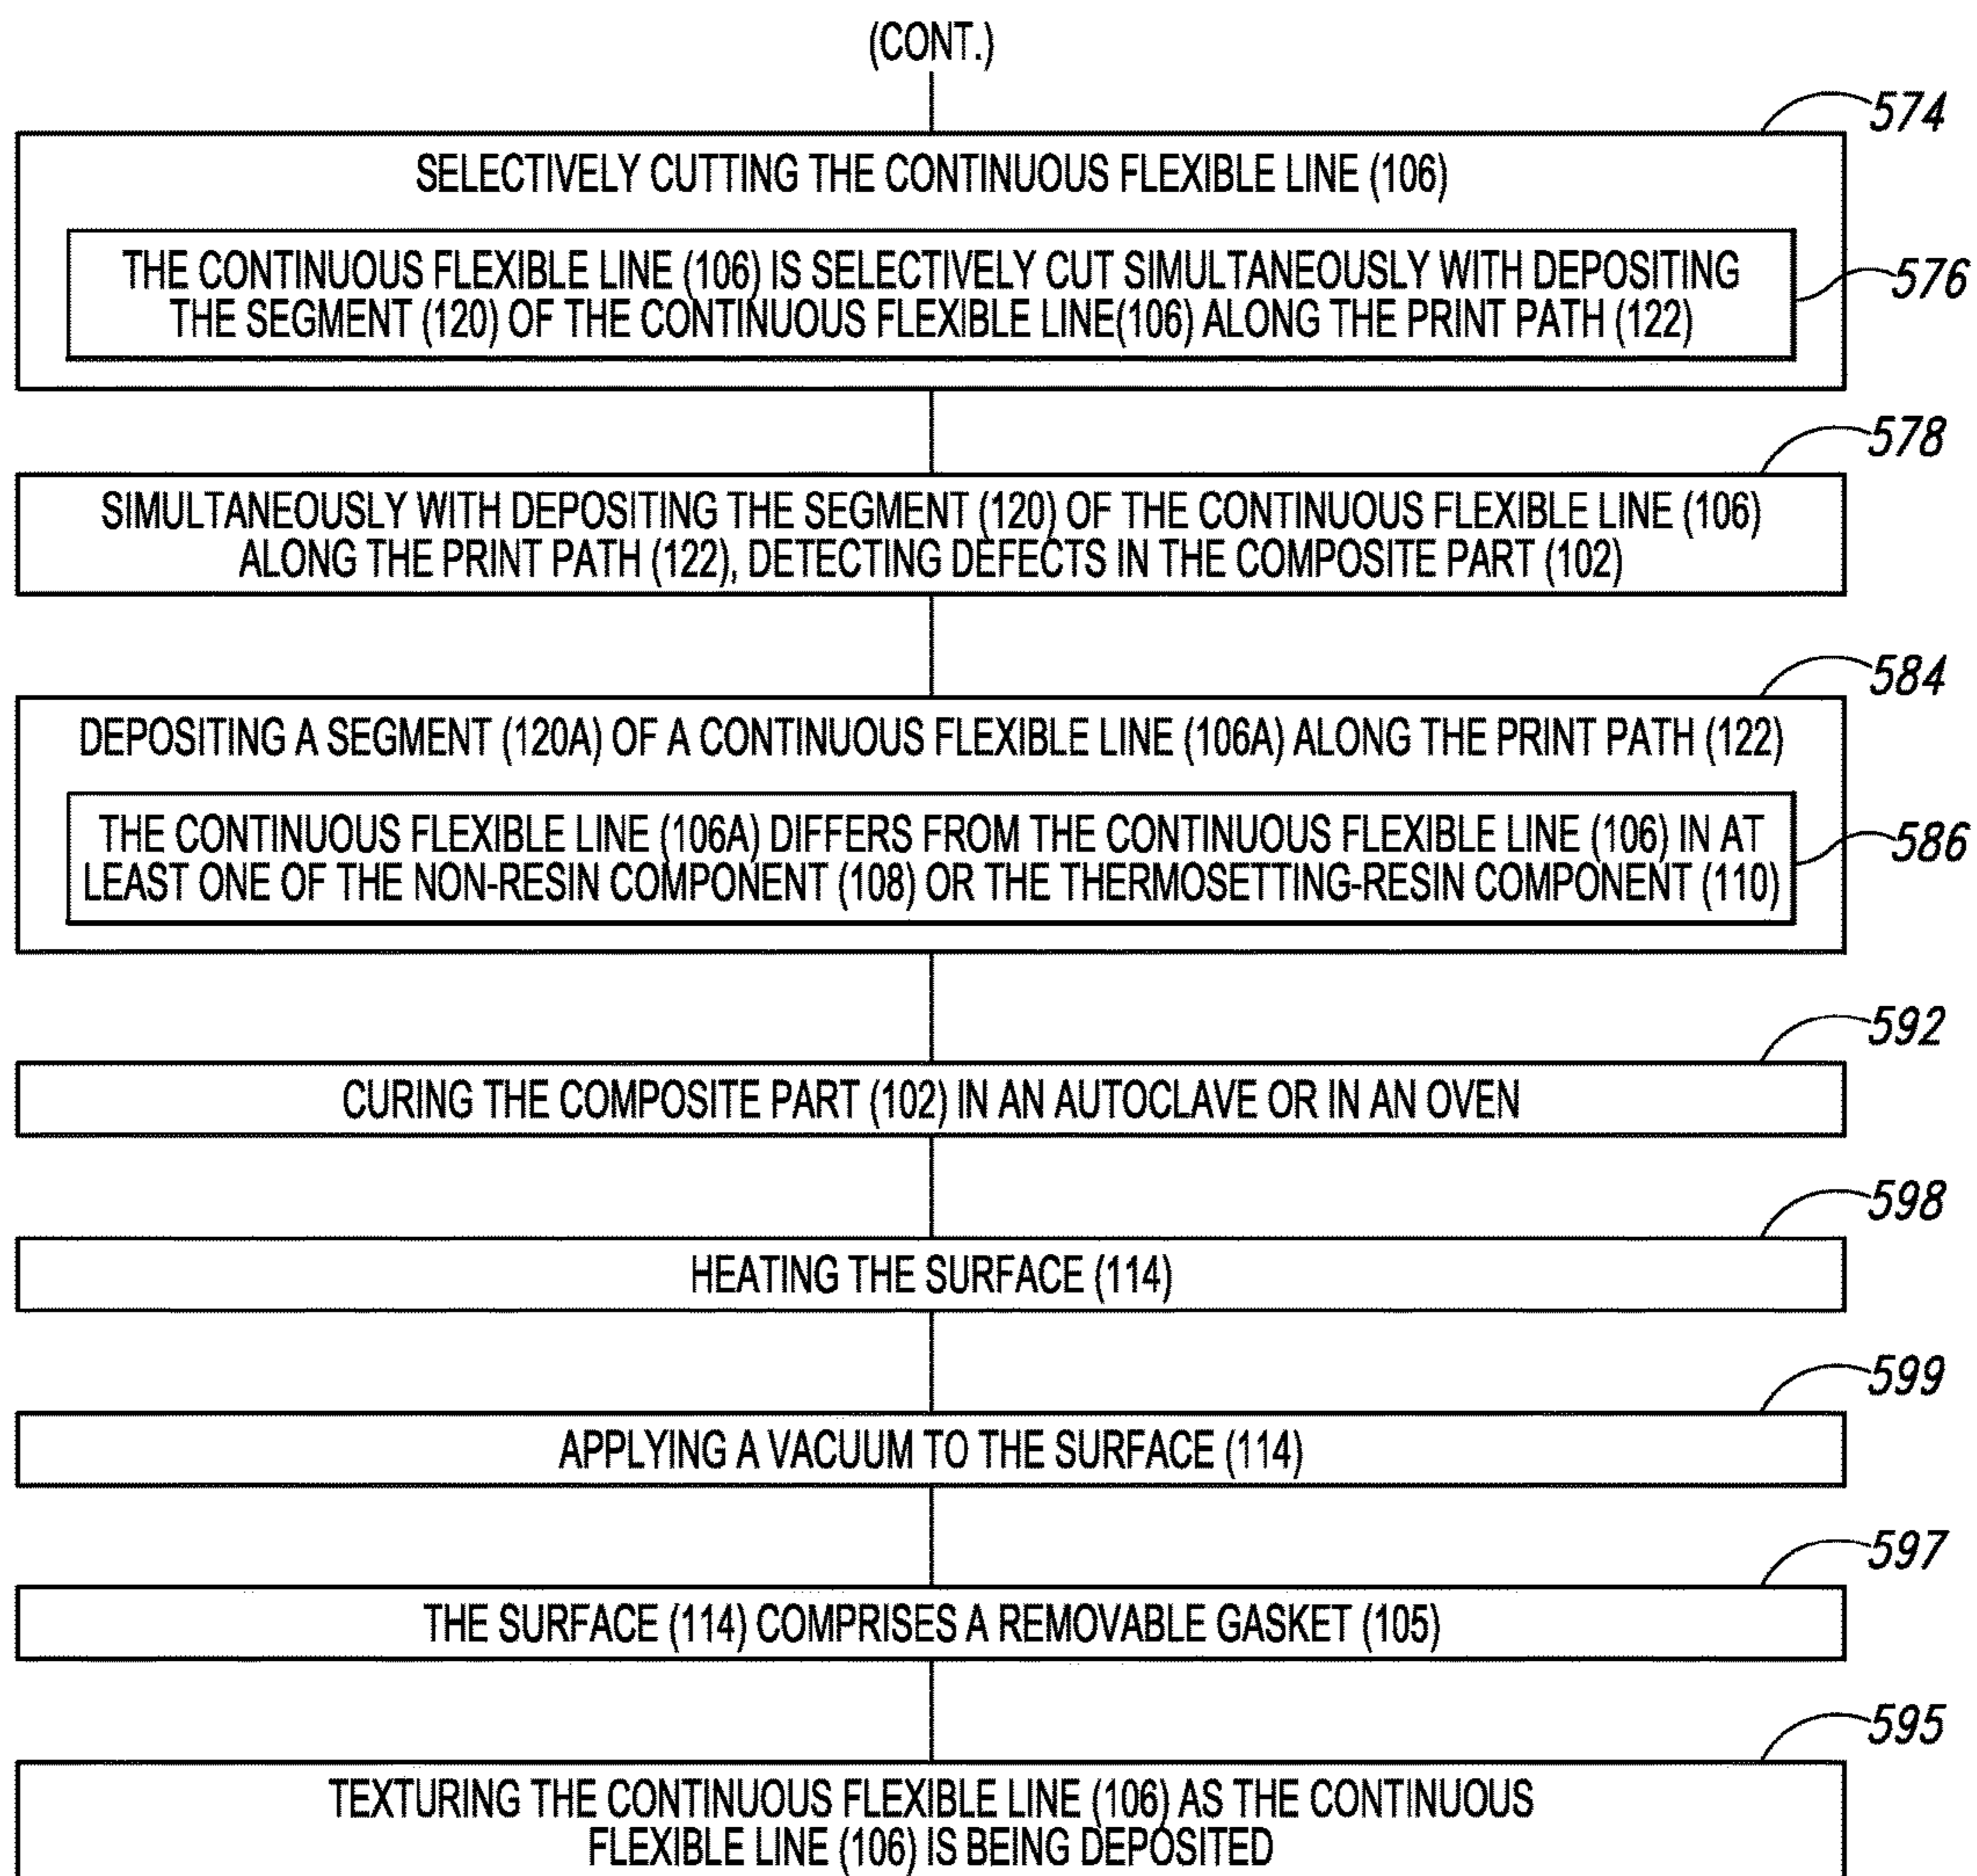 (CONT.)
574
SELECTIVELY CUTTING THE CONTINUOUS FLEXIBLE LINE (106)
THE CONTINUOUS FLEXIBLE LINE (106) IS SELECTIVELY CUT SIMULTANEOUSLY WITH DEPOSITING
THE SEGMENT (120) OF THE CONTINUOUS FLEXIBLE LINE(106) ALONG THE PRINT PATH (122)
576
578
SIMULTANEOUSLY WITH DEPOSITING THE SEGMENT (120) OF THE CONTINUOUS FLEXIBLE LINE (106)
ALONG THE PRINT PATH (122), DETECTING DEFECTS IN THE COMPOSITE PART (102)
584
DEPOSITING A SEGMENT (120A) OF A CONTINUOUS FLEXIBLE LINE (106A) ALONG THE PRINT PATH (122)
THE CONTINUOUS FLEXIBLE LINE (106A) DIFFERS FROM THE CONTINUOUS FLEXIBLE LINE (106) IN AT
LEAST ONE OF THE NON-RESIN COMPONENT (108) OR THE THERMOSETTING-RESIN COMPONENT (110)
586
592
CURING THE COMPOSITE PART (102) IN AN AUTOCLAVE OR IN AN OVEN
598
HEATING THE SURFACE (114)
599
APPLYING A VACUUM TO THE SURFACE (114)
597
THE SURFACE (114) COMPRISES A REMOVABLE GASKET (105)
595
TEXTURING THE CONTINUOUS FLEXIBLE LINE (106) AS THE CONTINUOUS
FLEXIBLE LINE (106) IS BEING DEPOSITED